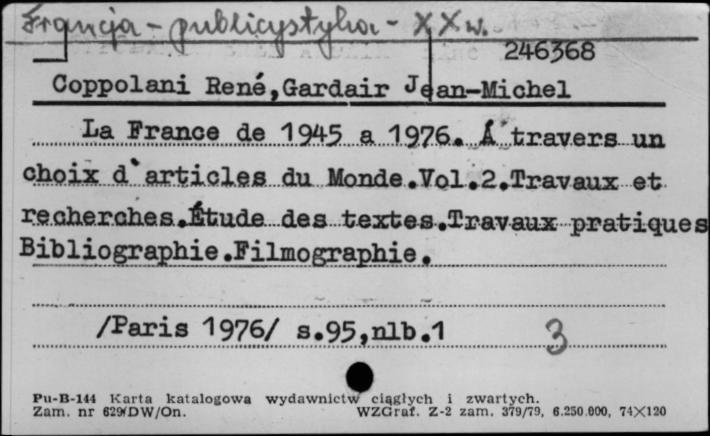 Francja - publicystyka - XX w.
246368
Coppolani René,Gardair Jean-Michel
La France de 1945 a 1976. Á travers un
choix d'articles du Monde.Vol.2.Travaux et
recherches.Étude des textes.Travaux pratiques
Bibliographie.Filmographie.
/Paris 1976/ s.95,nlb.1
3
Pu-B-144 Karta katalogowa wydawnictw ciągłych i zwartych.
Zam. nr 629/DW/On. WZGraf. Z-2 zam. 379/79, 6.250.000, 74×120